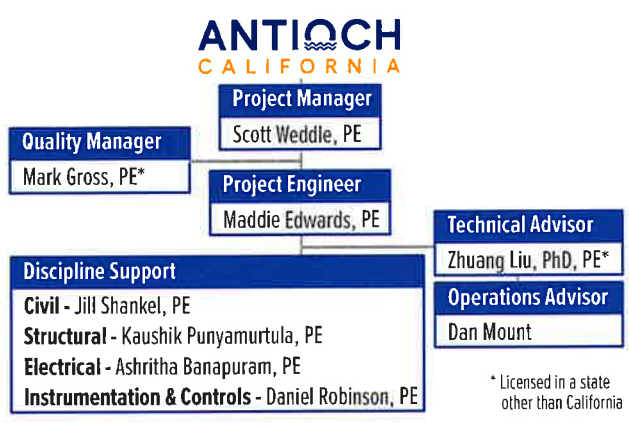 ANTIOCH
CALIFORNIA
Project Manager
Scott Weddle, PE
Quality Manager
Mark Gross, PE*
Project Engineer
Maddie Edwards, PE
Technical Advisor
Zhuang Liu, PhD, PE*
Operations Advisor
Dan Mount
Discipline Support
Civil - Jill Shankel, PE
Structural - Kaushik Punyamurtula, PE
Electrical - Ashritha Banapuram, PE
Instrumentation & Controls - Daniel Robinson, PE
* Licensed in a state
other than California